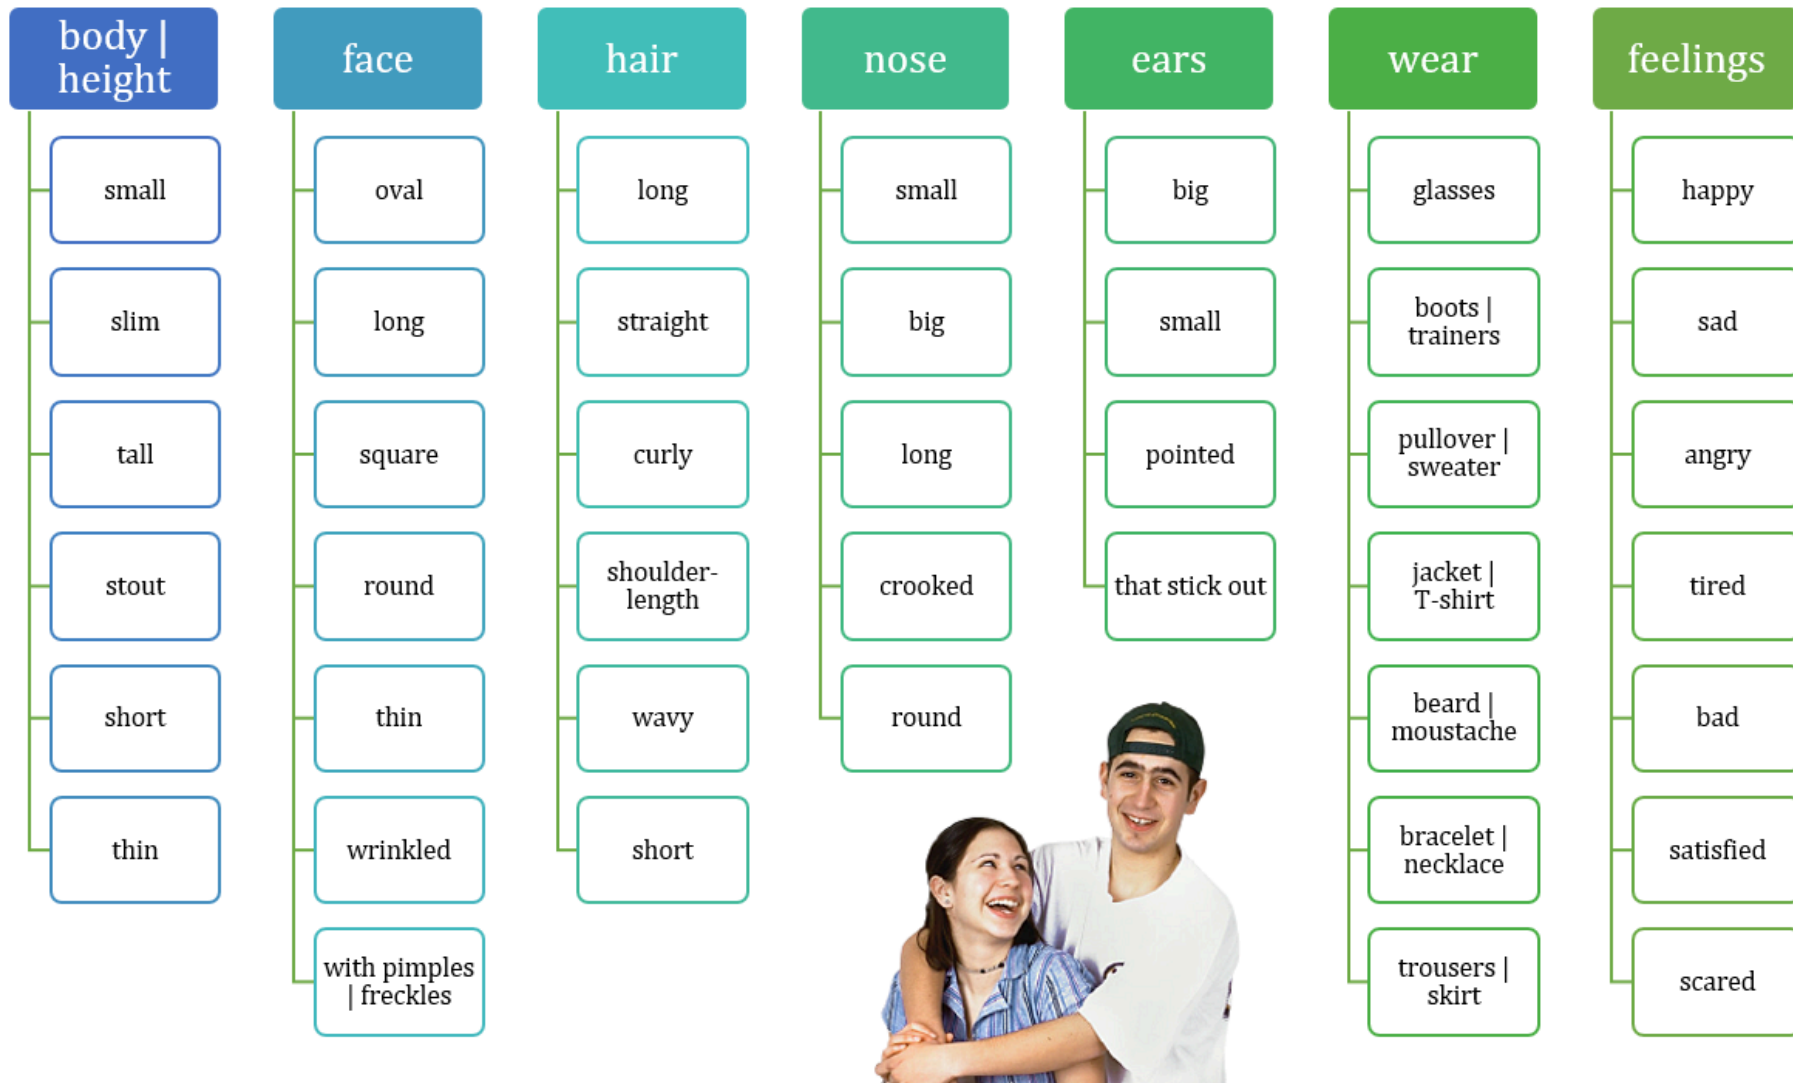 body |
height
small
slim
tall
stout
short
thin
face
oval
long
square
round
thin
wrinkled
with pimples
| freckles
hair
long
straight
curly
shoulder-
length
wavy
short
nose
small
big
long
crooked
round
ears
big
small
pointed
that stick out
wear
glasses
boots |
trainers
pullover |
sweater
jacket |
T-shirt
beard |
moustache
bracelet |
necklace
trousers |
skirt
feelings
happy
sad
angry
tired
bad
satisfied
scared